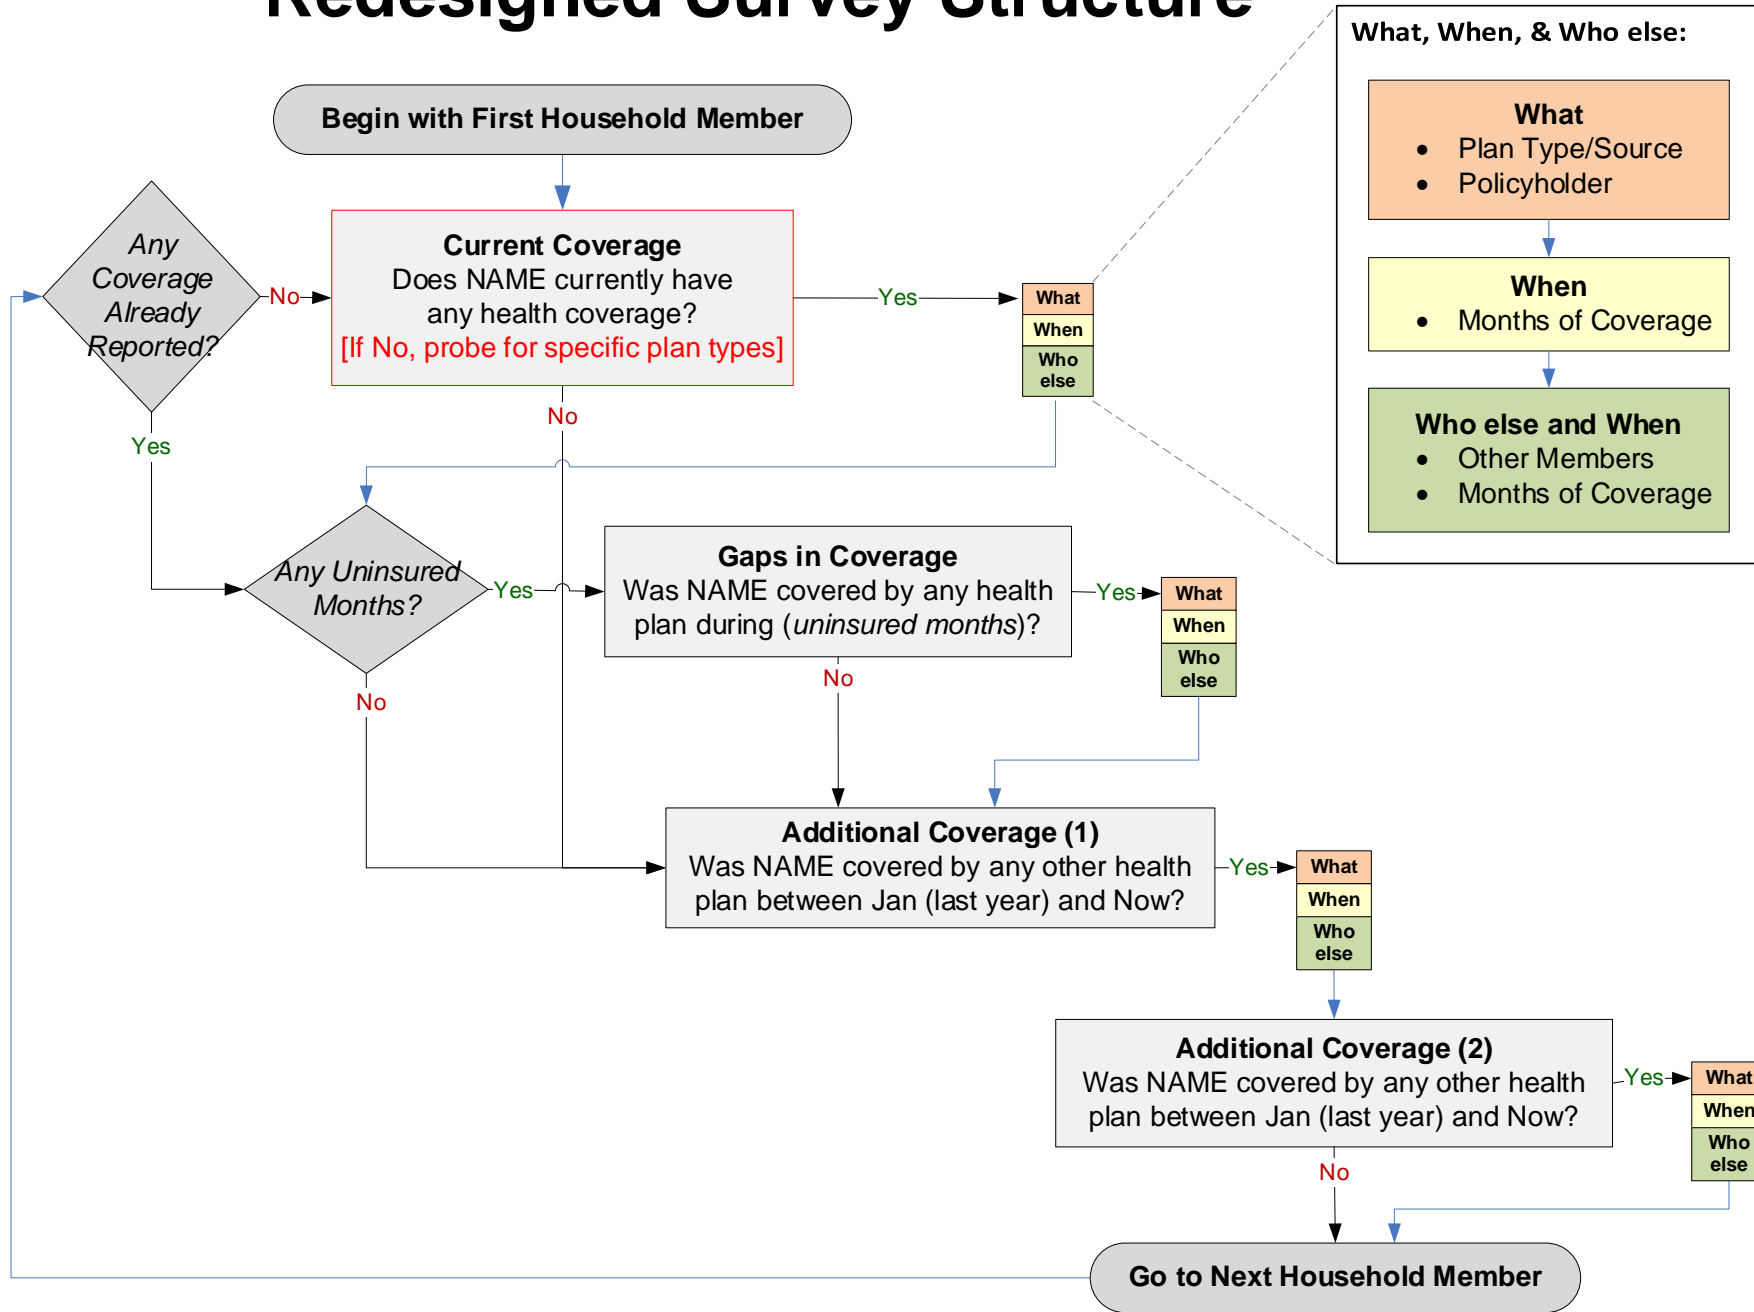 Redesigned Survey Structure
What, When, & Who else:
What
• Plan Type/Source
• Policyholder
When
• Months of Coverage
Who else and When
• Other Members
• Months of Coverage
Begin with First Household Member
Any
Coverage
Already
Reported?
No
Yes
Current Coverage
Does NAME currently have
any health coverage?
[If No, probe for specific plan types]
Yes
No
What
When
Who
else
Any Uninsured
Months?
Yes
No
Gaps in Coverage
Was NAME covered by any health
plan during (uninsured months)?
Yes
No
What
When
Who
else
Additional Coverage (1)
Was NAME covered by any other health
plan between Jan (last year) and Now?
Yes
What
When
Who
else
Additional Coverage (2)
Was NAME covered by any other health
plan between Jan (last year) and Now?
Yes
No
What
When
Who
else
Go to Next Household Member